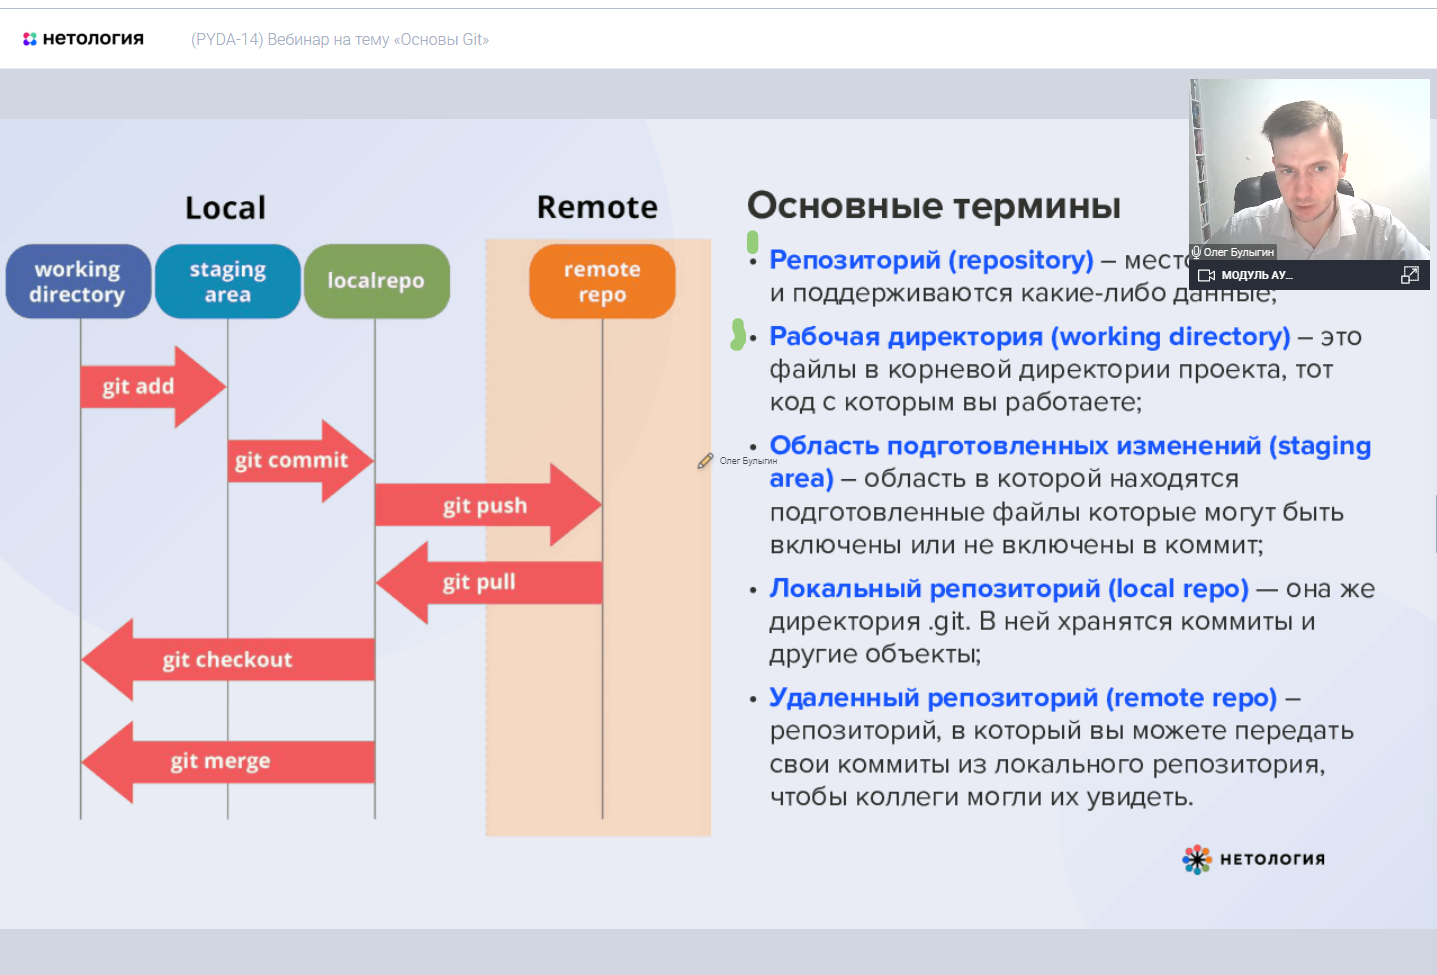 нетология
(PYDA-14) Вебинар на тему «Основы Git»
Local
Remote
working
directory
staging
area
localrepo
remote
repo
git add
git commit
git push
git pull
git checkout
git merge
Основные термины
• Репозиторий (repository) –
и поддерживаются какие-либо данные;
• Рабочая директория (working directory) – это
файлы в корневой директории проекта, тот
код с которым вы работаете;
• Область подготовленных изменений (staging
area) – область в которой находятся
подготовленные файлы которые могут быть
включены или не включены в коммит;
• Локальный репозиторий (local repo) — она же
директория .git. В ней хранятся коммиты и
другие объекты;
• Удаленный репозиторий (remote repo) –
репозиторий, в который вы можете передать
свои коммиты из локального репозитория,
чтобы коллеги могли их увидеть.
Олег Булыгин
Олег Булыгин
МОДУЛЬ АУ...
НЕТОЛОГИЯ